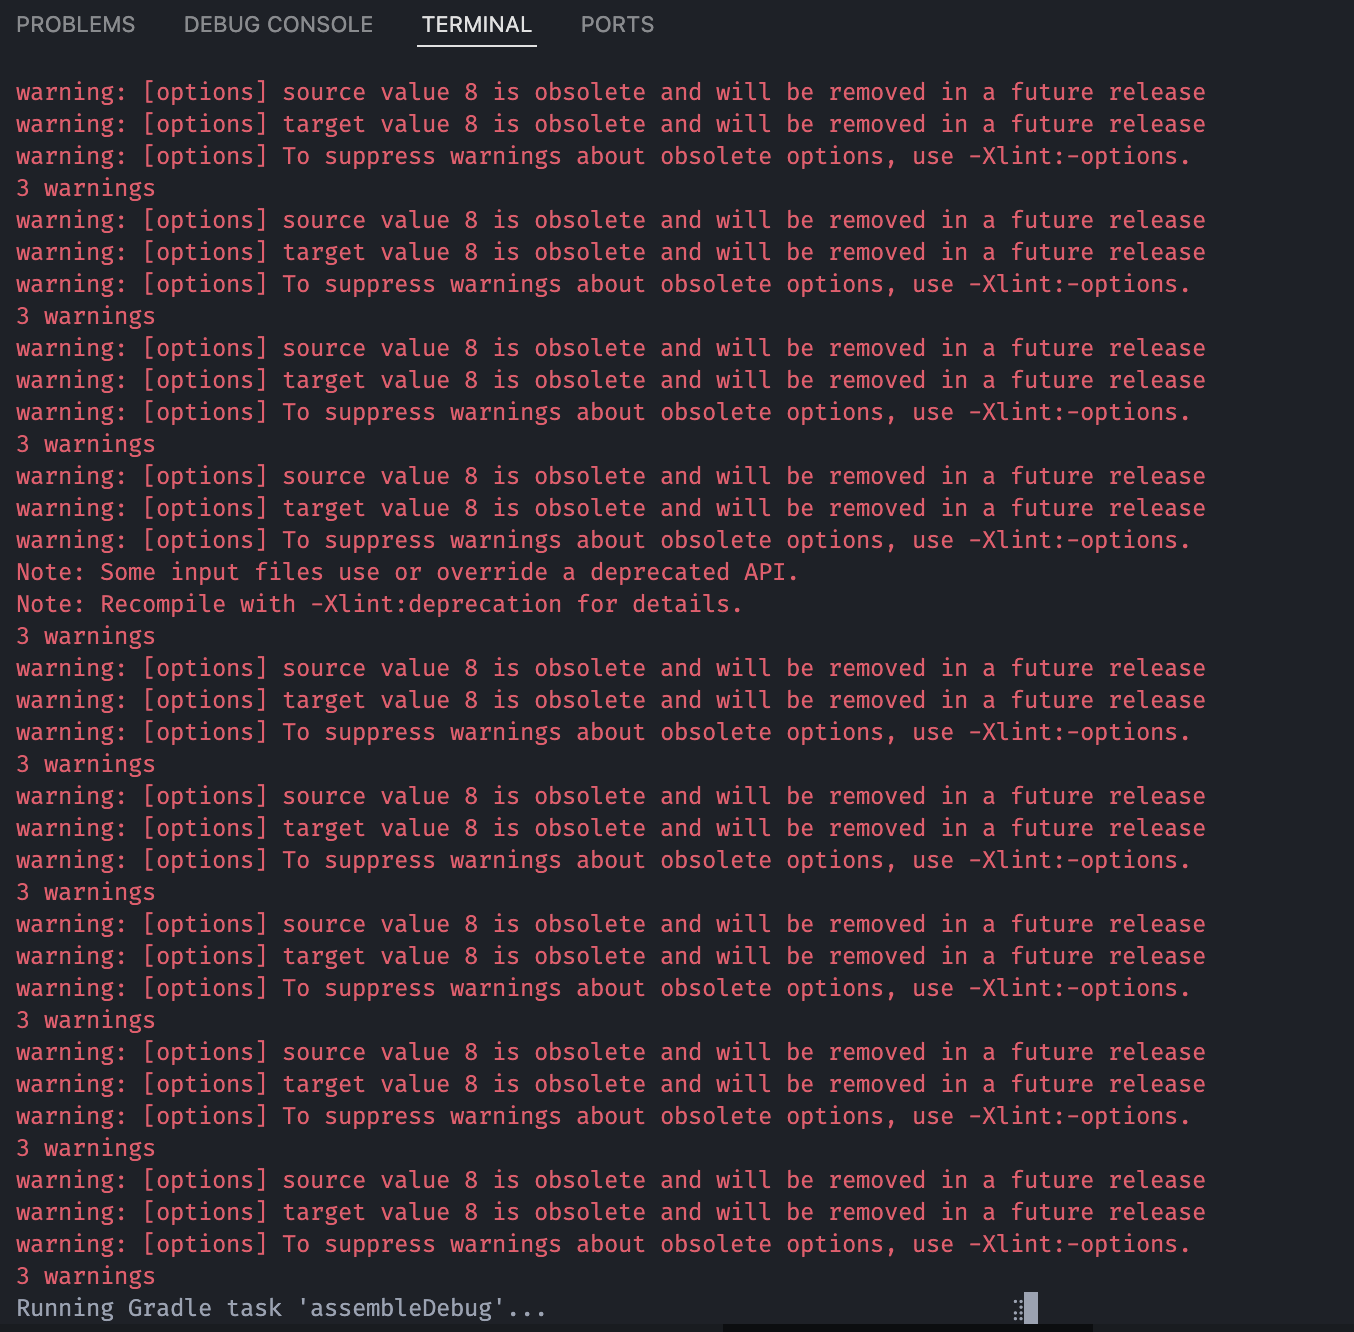 PROBLEMS DEBUG CONSOLE TERMINAL PORTS
warning: [options] source value 8 is obsolete and will be removed in a future release
warning: [options] target value 8 is obsolete and will be removed in a future release
warning: [options] To suppress warnings about obsolete options, use -Xlint:-options.
3 warnings
warning: [options] source value 8 is obsolete and will be removed in a future release
warning: [options] target value 8 is obsolete and will be removed in a future release
warning: [options] To suppress warnings about obsolete options, use -Xlint:-options.
3 warnings
warning: [options] source value 8 is obsolete and will be removed in a future release
warning: [options] target value 8 is obsolete and will be removed in a future release
warning: [options] To suppress warnings about obsolete options, use -Xlint:-options.
3 warnings
warning: [options] source value 8 is obsolete and will be removed in a future release
warning: [options] target value 8 is obsolete and will be removed in a future release
warning: [options] To suppress warnings about obsolete options, use -Xlint:-options.
Note: Some input files use or override a deprecated API.
Note: Recompile with -Xlint:deprecation for details.
3 warnings
warning: [options] source value 8 is obsolete and will be removed in a future release
warning: [options] target value 8 is obsolete and will be removed in a future release
warning: [options] To suppress warnings about obsolete options, use -Xlint:-options.
3 warnings
warning: [options] source value 8 is obsolete and will be removed in a future release
warning: [options] target value 8 is obsolete and will be removed in a future release
warning: [options] To suppress warnings about obsolete options, use -Xlint:-options.
3 warnings
warning: [options] source value 8 is obsolete and will be removed in a future release
warning: [options] target value 8 is obsolete and will be removed in a future release
warning: [options] To suppress warnings about obsolete options, use -Xlint:-options.
3 warnings
warning: [options] source value 8 is obsolete and will be removed in a future release
warning: [options] target value 8 is obsolete and will be removed in a future release
warning: [options] To suppress warnings about obsolete options, use -Xlint:-options.
3 warnings
warning: [options] source value 8 is obsolete and will be removed in a future release
warning: [options] target value 8 is obsolete and will be removed in a future release
warning: [options] To suppress warnings about obsolete options, use -Xlint:-options.
3 warnings
Running Gradle task 'assembleDebug'...